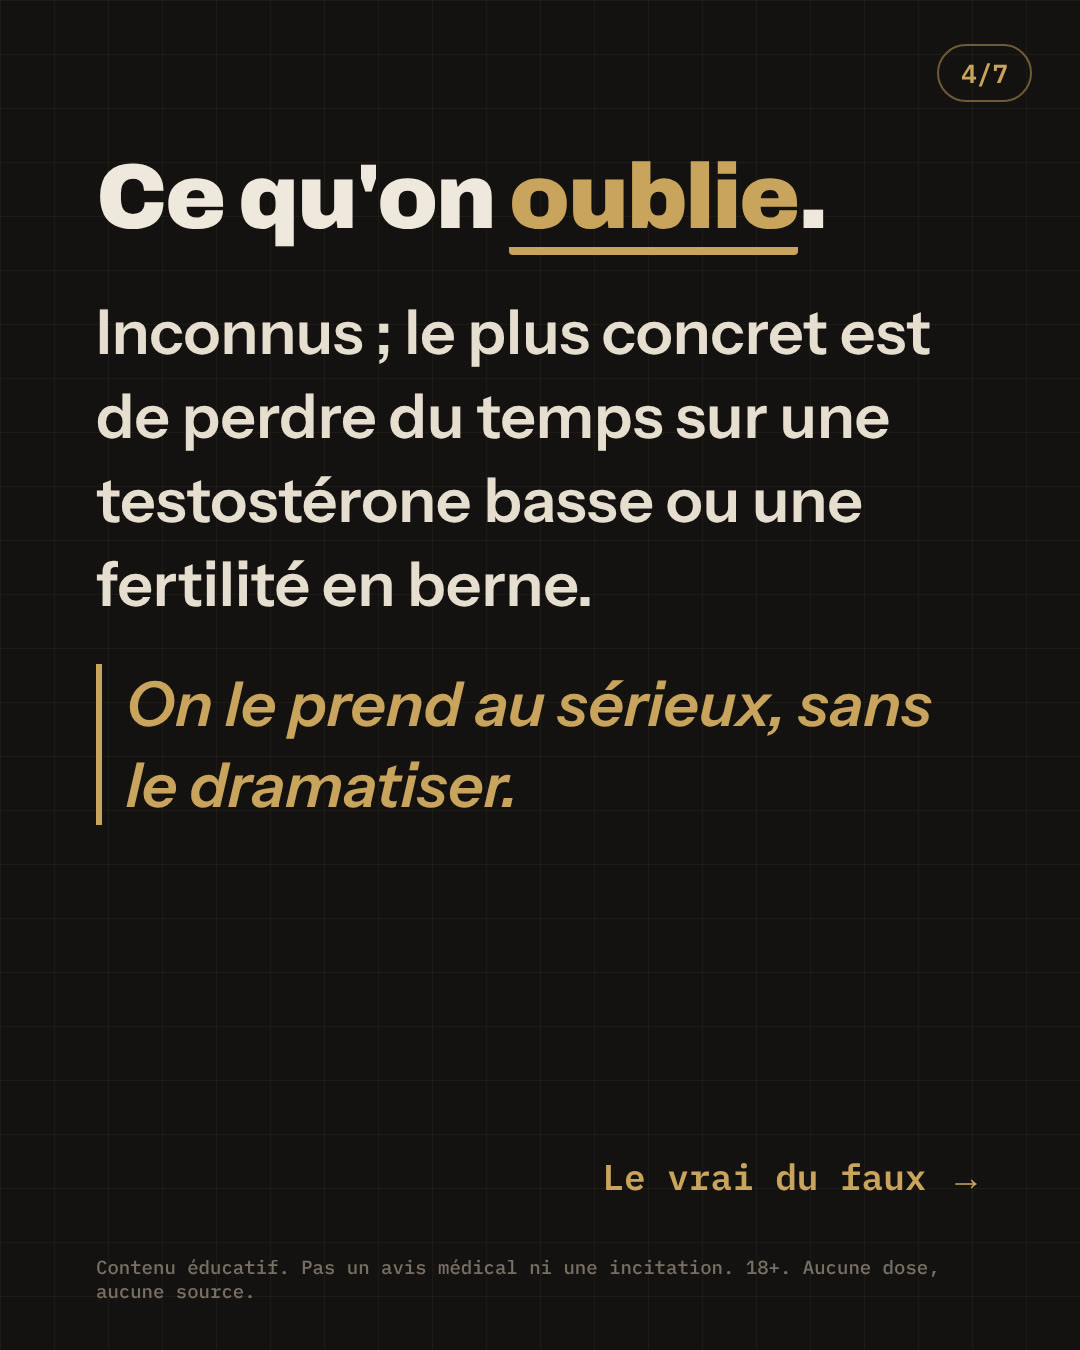 4/7
Ce qu'on oublie.
Inconnus ; le plus concret est
de perdre du temps sur une
testostérone basse ou une
fertilité en berne.
On le prend au sérieux, sans
le dramatiser.
Le vrai du faux →
Contenu éducatif. Pas un avis médical ni une incitation. 18+. Aucune dose,
aucune source.